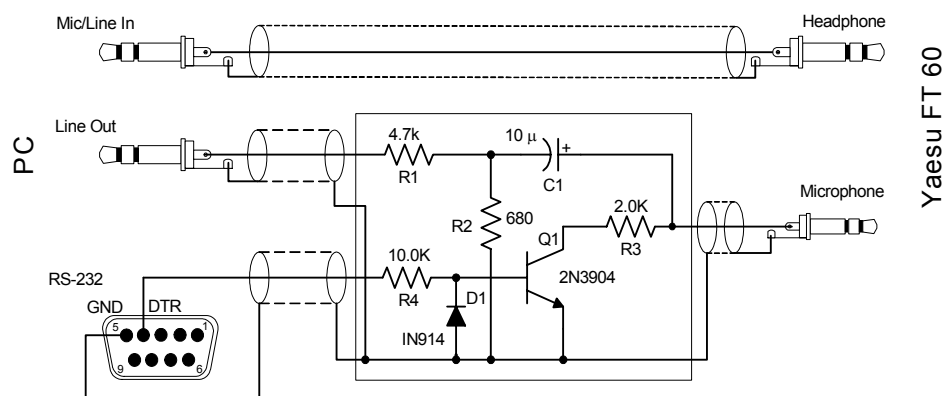 Mic/Line In
Headphone
PC
Line Out
4.7k
R1
10 µ
+
C1
Yaesu FT 60
Microphone
R2
680
2.0K
R3
Q1
2N3904
RS-232
10.0K
R4
D1
IN914
GND
DTR
5
1
9
6